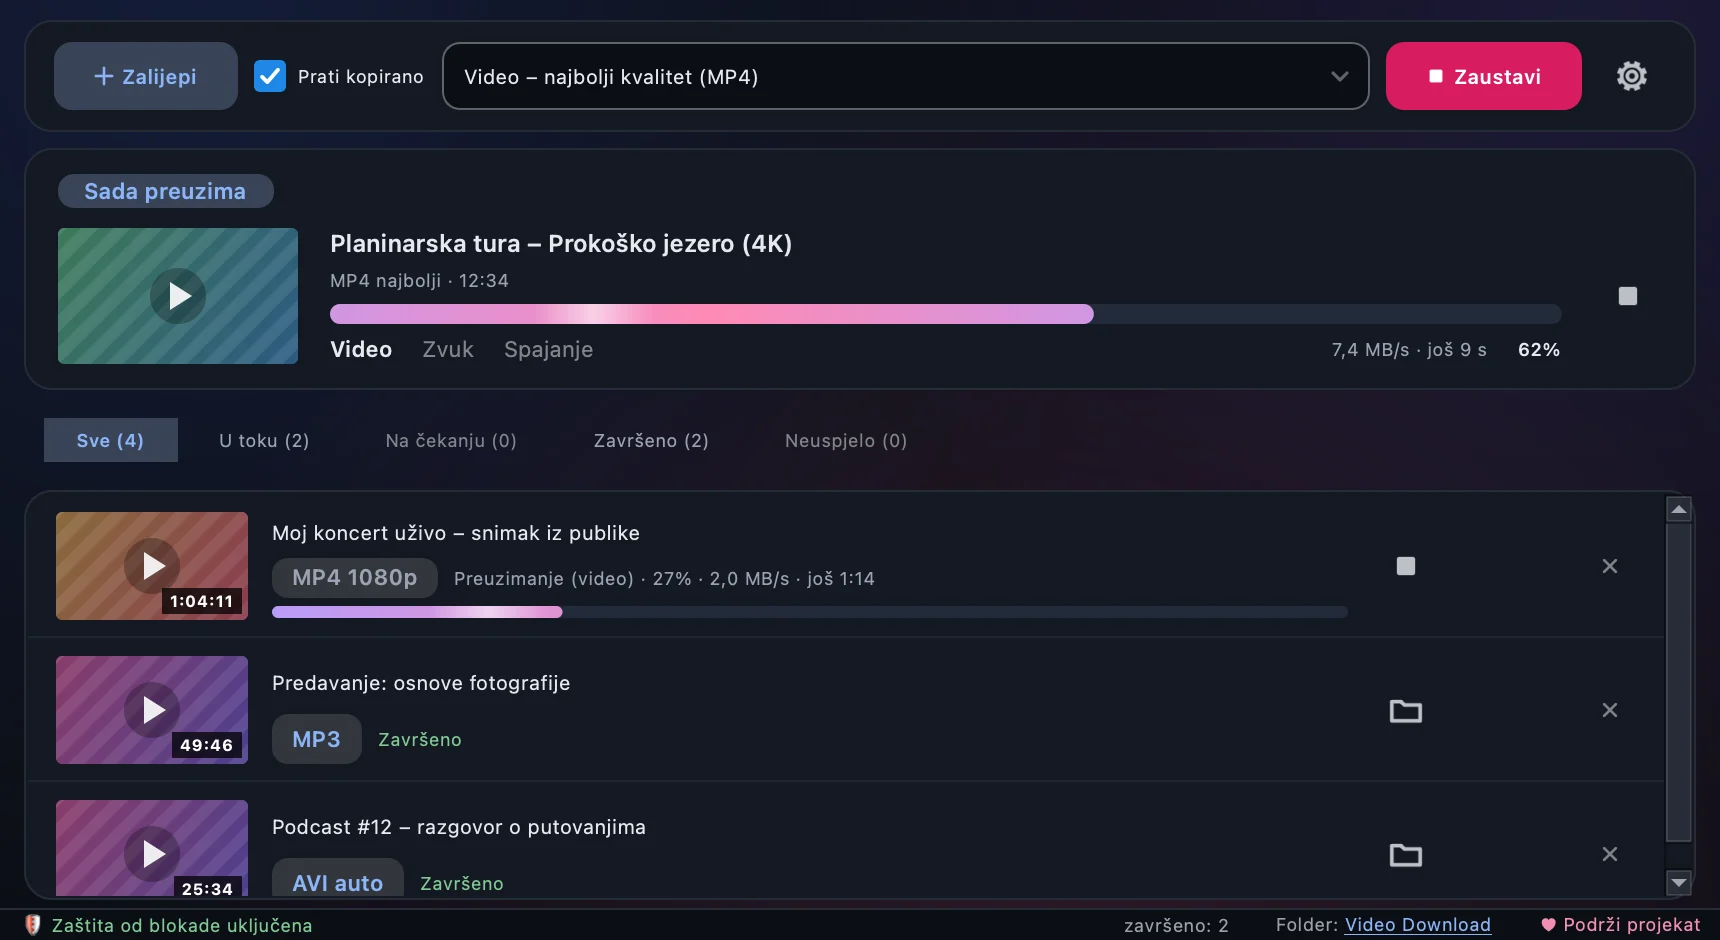 + Zalijepi
Prati kopirano
Video – najbolji kvalitet (MP4)
Zaustavi
Sada preuzima
Planinarska tura – Prokoško jezero (4K)
MP4 najbolji · 12:34
Video Zvuk Spajanje
7,4 MB/s · još 9 s 62%
Sve (4) U toku (2) Na čekanju (0) Završeno (2) Neuspjelo (0)
Moj koncert uživo – snimak iz publike
MP4 1080p Preuzimanje (video) · 27% · 2,0 MB/s · još 1:14
1:04:11
Predavanje: osnove fotografije
MP3 Završeno
49:46
Podcast #12 – razgovor o putovanjima
AVI auto Završeno
25:34
Zaštita od blokade uključena
završeno: 2
Folder: Video Download
Podrži projekat